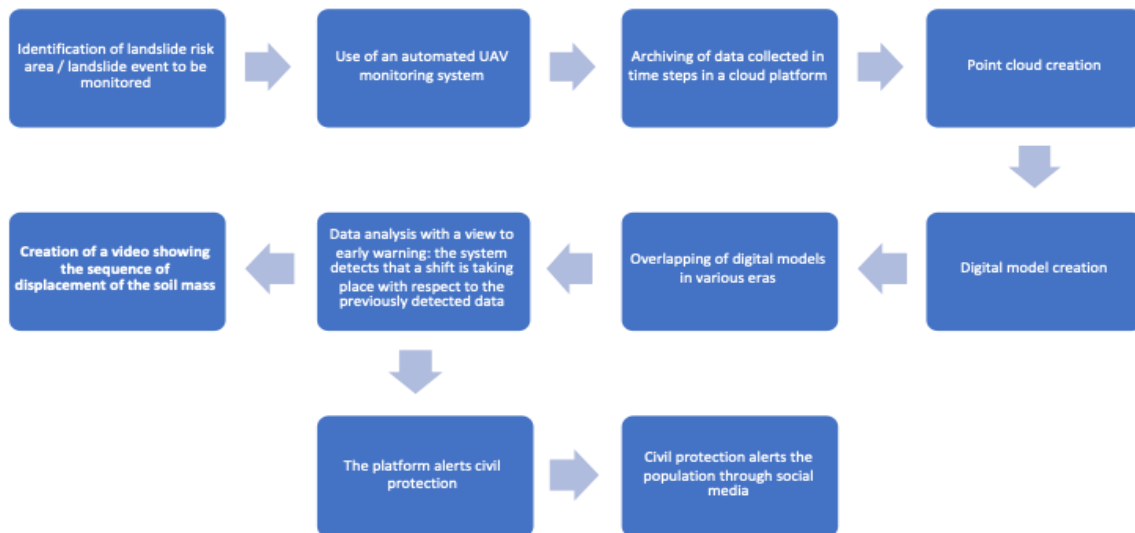 Identification of landslide risk
area / landslide event to be
monitored
Use of an automated UAV
monitoring system
Archiving of data collected in
time steps in a cloud platform
Point cloud creation
Creation of a video showing
the sequence of
displacement of the soil mass
Data analysis with a view to
early warning: the system
detects that a shift is taking
place with respect to the
previously detected data
Overlapping of digital models
in various eras
Digital model creation
The platform alerts civil
protection
Civil protection alerts the
population through social
media